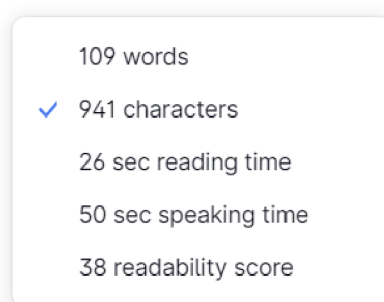 109 words
941 characters
26 sec reading time
50 sec speaking time
38 readability score